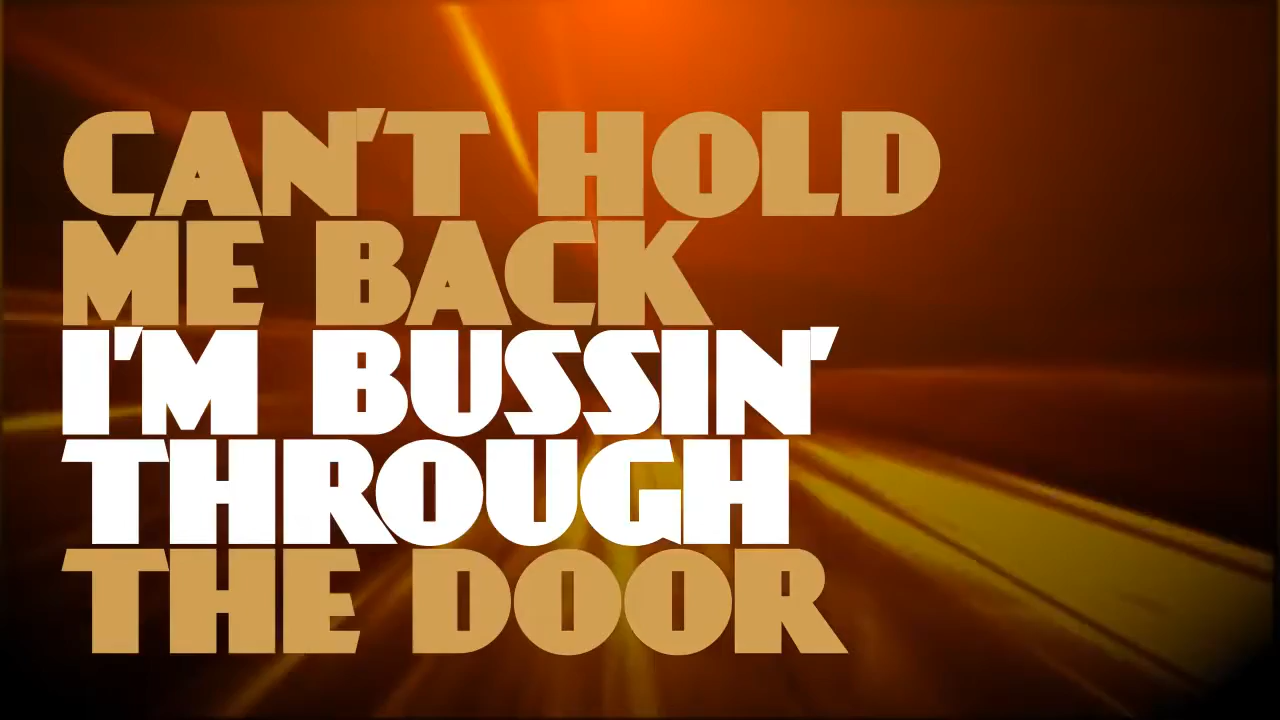 CAN'T HOLD
ME BACK
I'M BUSSIN'
THROUGH
THE DOOR